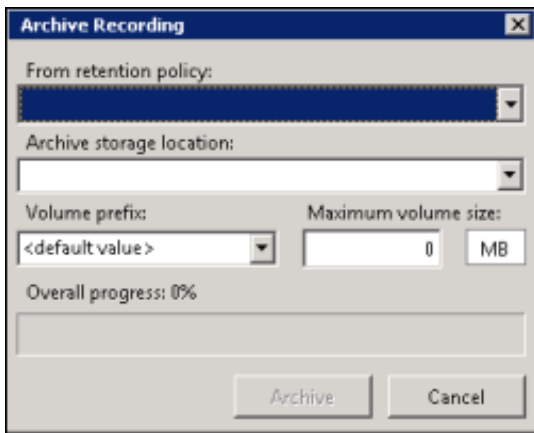 Archive Recording
From retention policy:
Archive storage location:
Volume prefix: Maximum volume size:
<default value> 0 MB
Overall progress: 0%
Archive Cancel